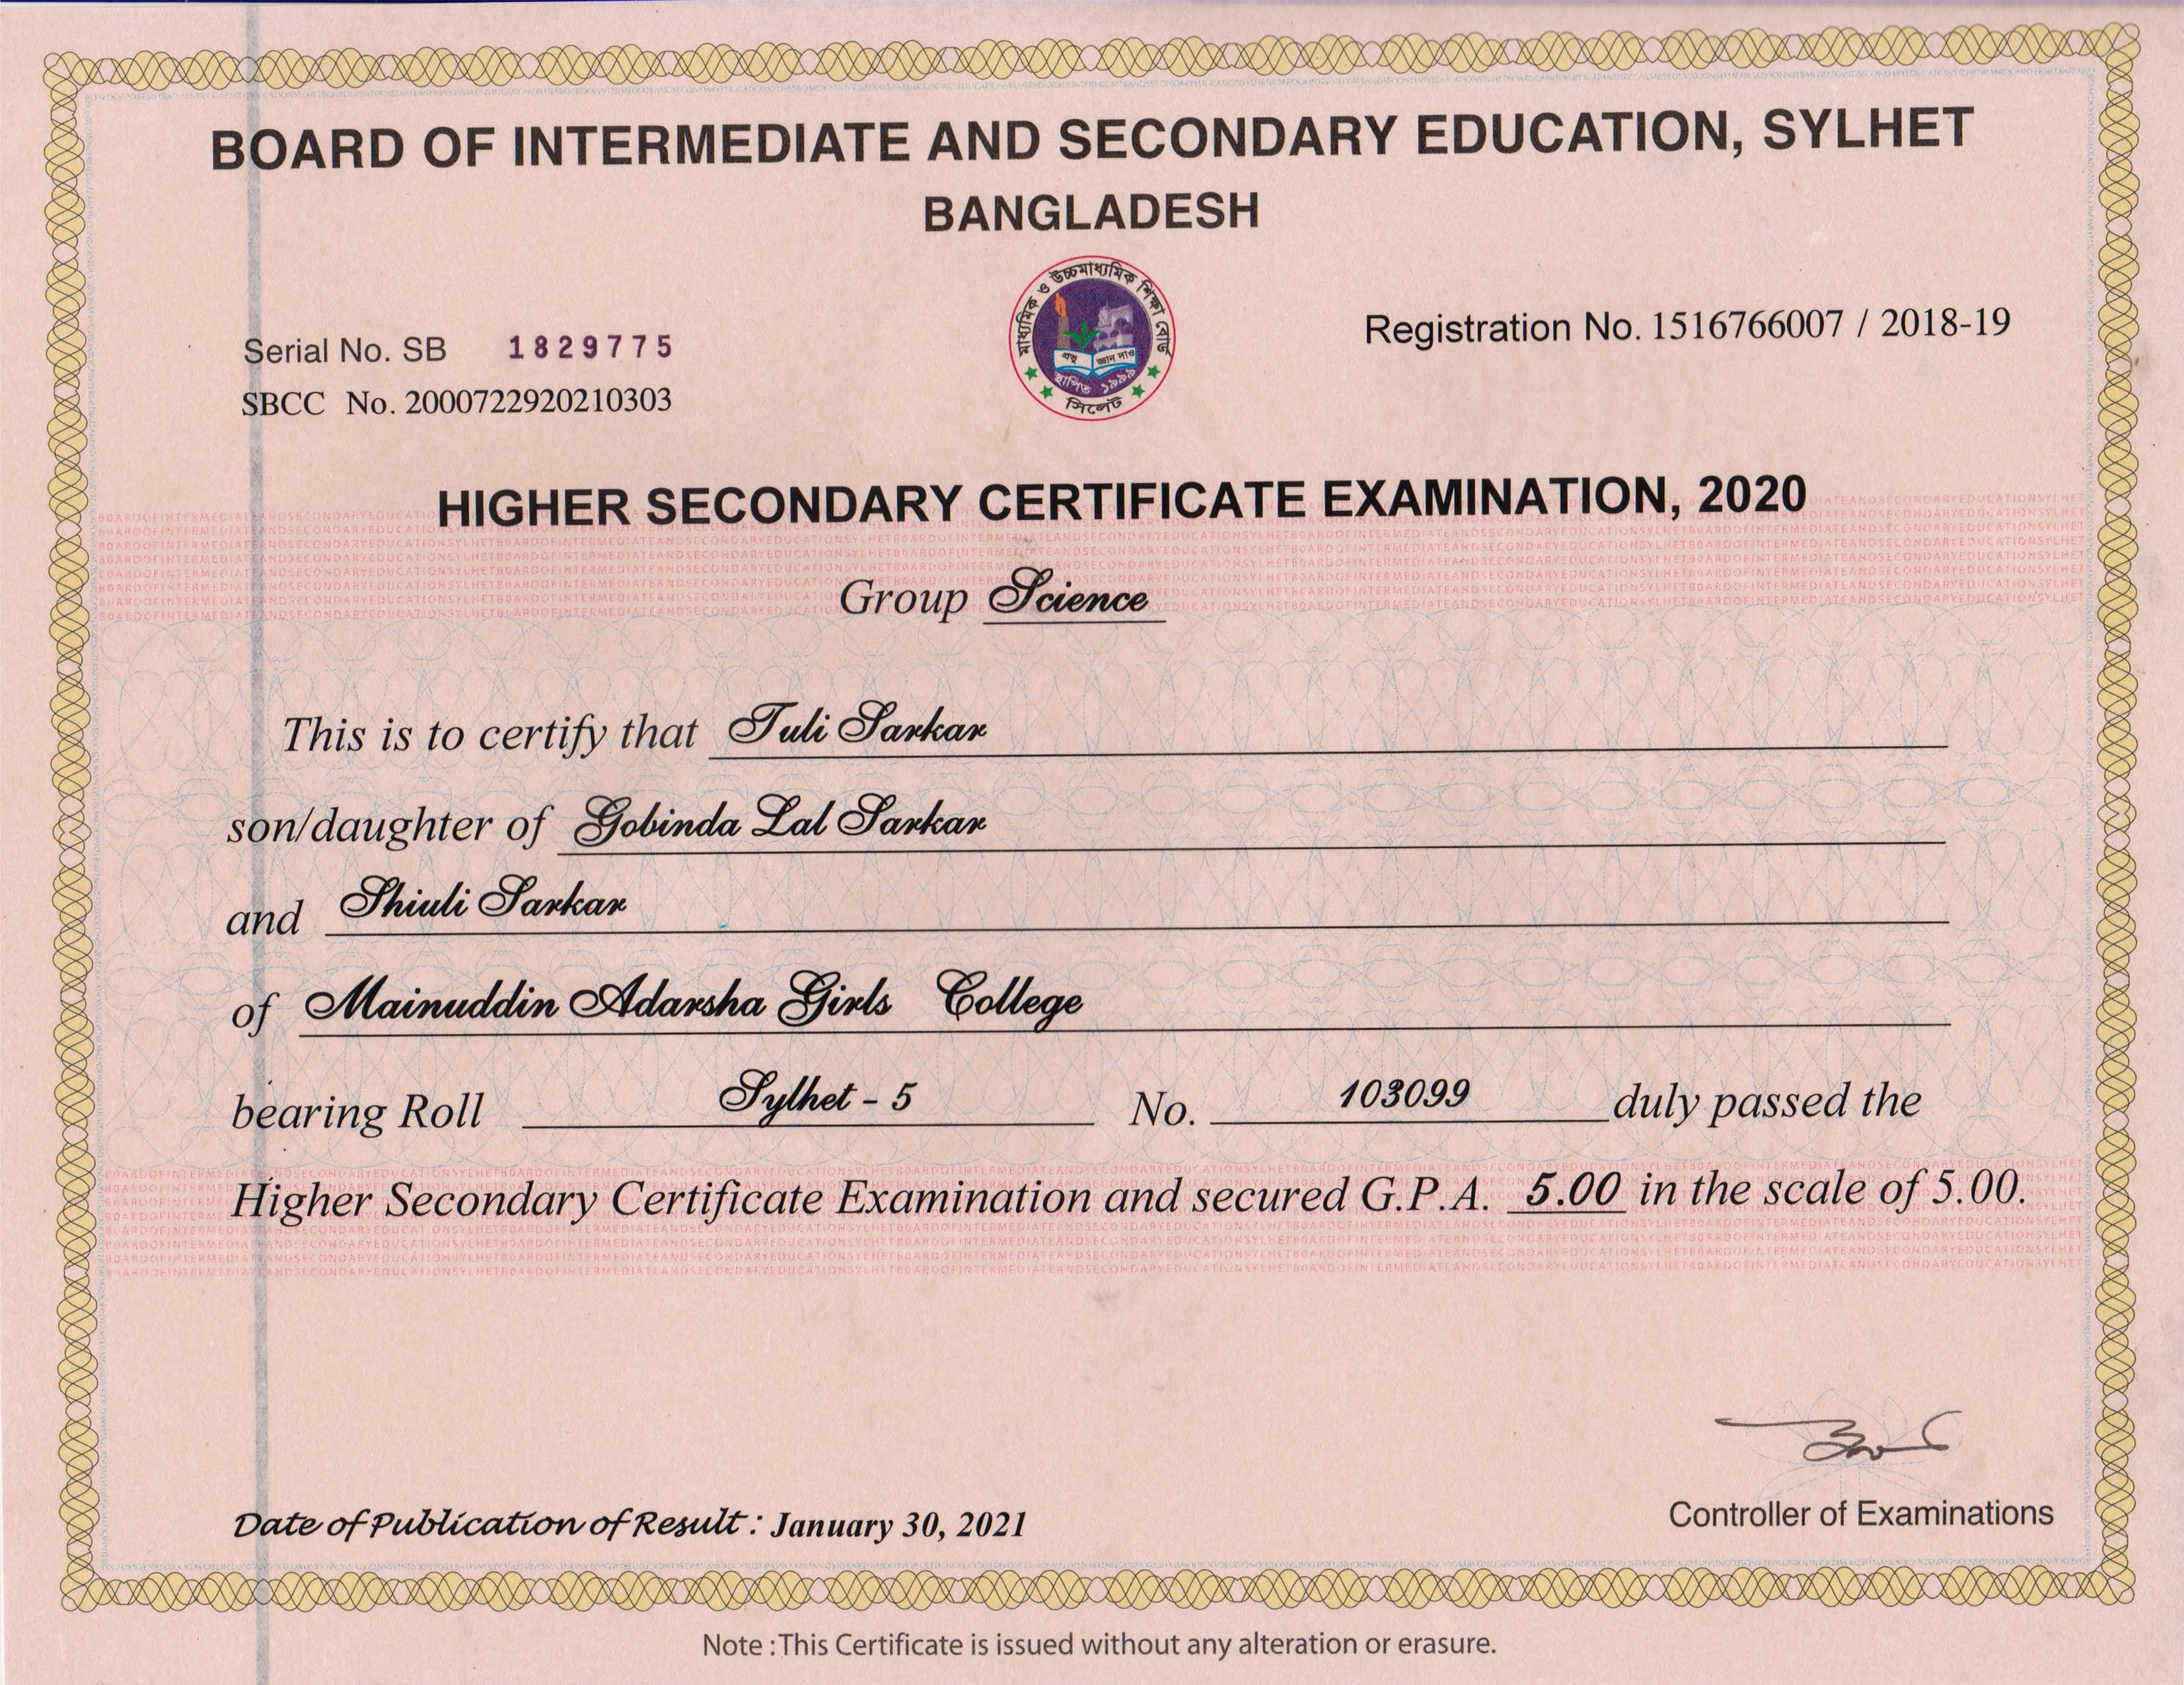 BOARD OF INTERMEDIATE AND SECONDARY EDUCATION, SYLHET
BANGLADESH
মাধ্যমিক ও উচ্চমাধ্যমিক শিক্ষা বোর্ড
প্রভু জ্ঞান দাও
স্থাপিত ১৯৯৯
সিলেট
Serial No. SB 1829775
Registration No. 1516766007 / 2018-19
SBCC No. 2000722920210303
HIGHER SECONDARY CERTIFICATE EXAMINATION, 2020
Group Science
This is to certify that Tuli Sarkar
son/daughter of Gobinda Lal Sarkar
and Shiuli Sarkar
of Mainuddin Adarsha Girls College
bearing Roll Sylhet - 5 No. 103099 duly passed the
Higher Secondary Certificate Examination and secured G.P.A. 5.00 in the scale of 5.00.
Controller of Examinations
Date of Publication of Result : January 30, 2021
Note : This Certificate is issued without any alteration or erasure.